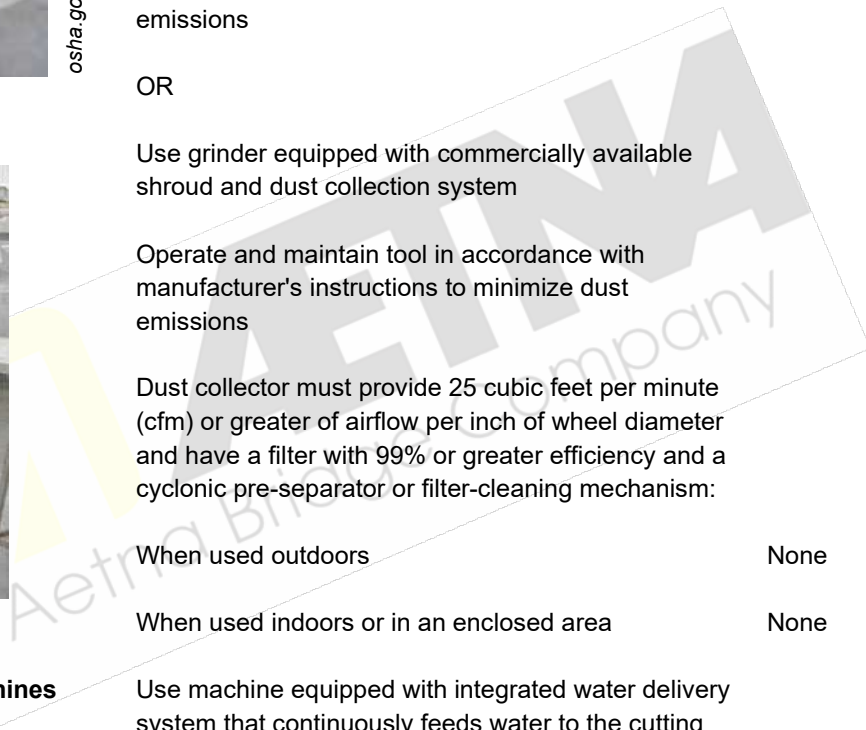 osha.go
emissions
OR
Use grinder equipped with commercially available
shroud and dust collection system
Operate and maintain tool in accordance with
manufacturer's instructions to minimize dust
emissions
Dust collector must provide 25 cubic feet per minute
(cfm) or greater of airflow per inch of wheel diameter
and have a filter with 99% or greater efficiency and a
cyclonic pre-separator or filter-cleaning mechanism:
When used outdoors None
When used indoors or in an enclosed area None
hines Use machine equipped with integrated water delivery
system that continuously feeds water to the cutting
ÆTNA
Aetna Bridge Company